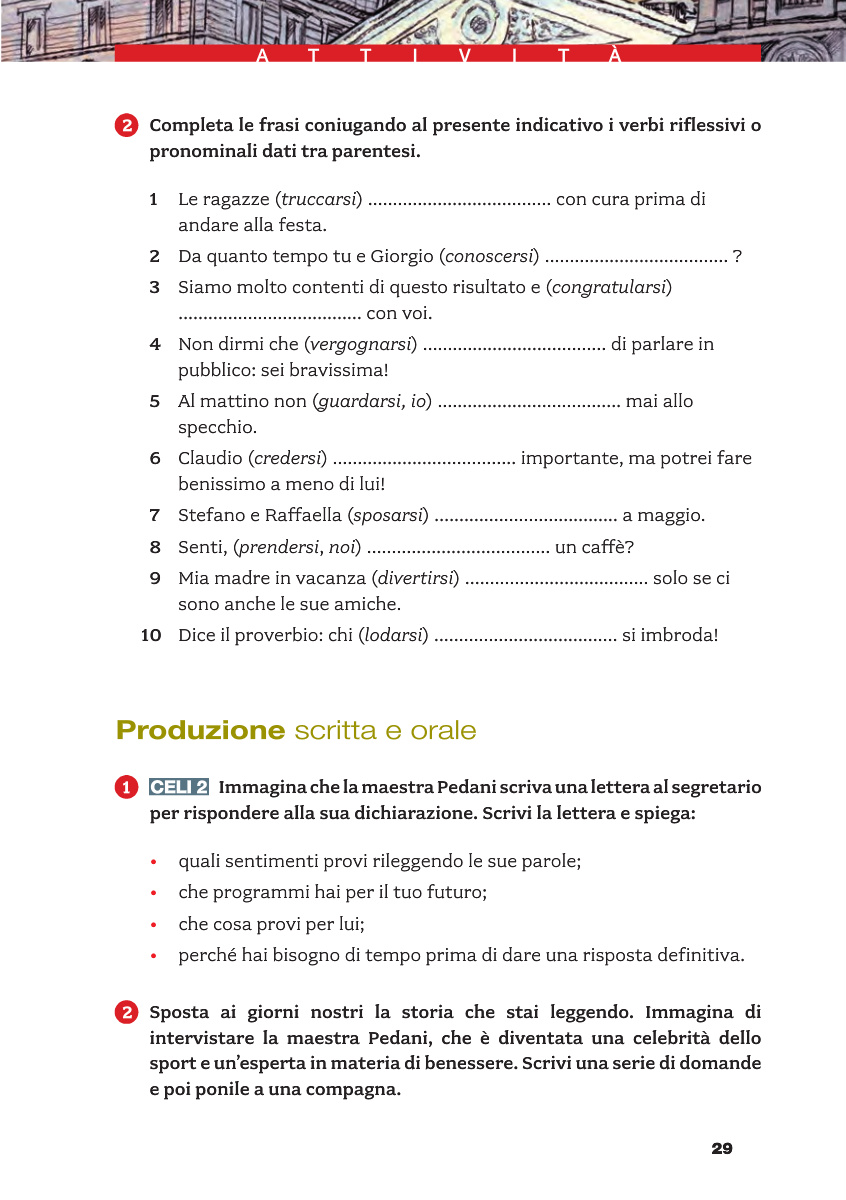 ATTIVITÀ
2 Completa le frasi coniugando al presente indicativo i verbi riflessivi o
pronominali dati tra parentesi.
1 Le ragazze (truccarsi) ..................................... con cura prima di
andare alla festa.
2 Da quanto tempo tu e Giorgio (conoscersi) ..................................... ?
3 Siamo molto contenti di questo risultato e (congratularsi)
..................................... con voi.
4 Non dirmi che (vergognarsi) ..................................... di parlare in
pubblico: sei bravissima!
5 Al mattino non (guardarsi, io) ..................................... mai allo
specchio.
6 Claudio (credersi) ..................................... importante, ma potrei fare
benissimo a meno di lui!
7 Stefano e Raffaella (sposarsi) ..................................... a maggio.
8 Senti, (prendersi, noi) ..................................... un caffè?
9 Mia madre in vacanza (divertirsi) ..................................... solo se ci
sono anche le sue amiche.
10 Dice il proverbio: chi (lodarsi) ..................................... si imbroda!
Produzione scritta e orale
1 CELI 2 Immagina che la maestra Pedani scriva una lettera al segretario
per rispondere alla sua dichiarazione. Scrivi la lettera e spiega:
• quali sentimenti provi rileggendo le sue parole;
• che programmi hai per il tuo futuro;
• che cosa provi per lui;
• perché hai bisogno di tempo prima di dare una risposta definitiva.
2 Sposta ai giorni nostri la storia che stai leggendo. Immagina di
intervistare la maestra Pedani, che è diventata una celebrità dello
sport e un'esperta in materia di benessere. Scrivi una serie di domande
e poi ponile a una compagna.
29